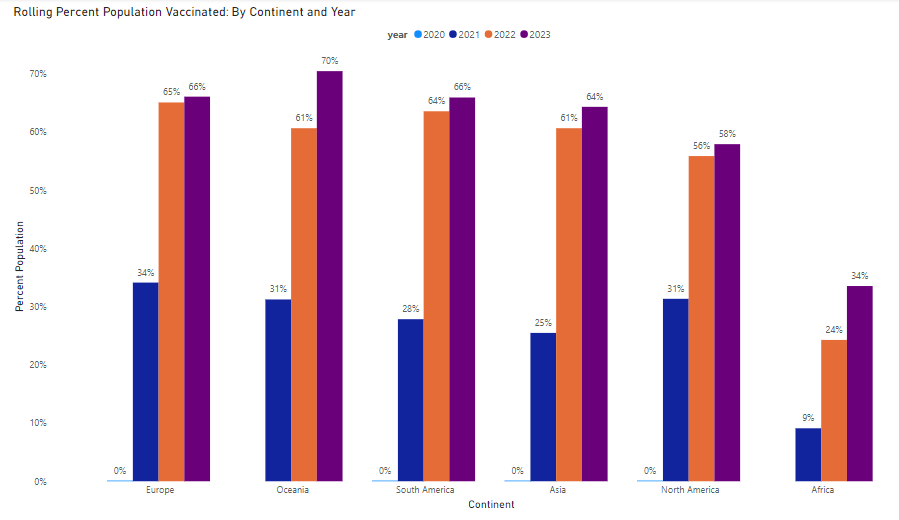 Rolling Percent Population Vaccinated: By Continent and Year
year 2020 2021 2022 2023
Percent Population
70%
60%
50%
40%
30%
20%
10%
0%
0% 34% 65% 66%
31% 61% 70%
0% 28% 64% 66%
0% 25% 61% 64%
0% 31% 56% 58%
9% 24% 34%
Europe Oceania South America Asia North America Africa
Continent